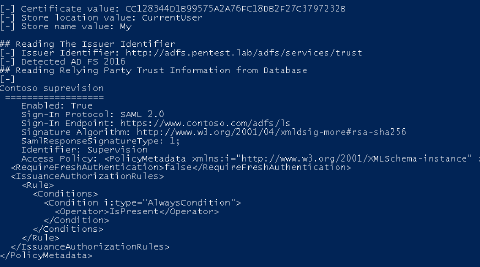 [-] Certificate value: CC128344D1B99575A2A76FC18DB2F27C3797232B
[-] Store location value: CurrentUser
[-] Store name value: My
## Reading The Issuer Identifier
[-] Issuer Identifier: http://adfs.pentest.lab/adfs/services/trust
[-] Detected AD FS 2016
## Reading Relying Party Trust Information from Database
[-]
Contoso suprevision
==================
Enabled: True
Sign-In Protocol: SAML 2.0
Sign-In Endpoint: https://www.contoso.com/adfs/ls
Signature Algorithm: http://www.w3.org/2001/04/xmldsig-more#rsa-sha256
SamlResponseSignatureType: 1;
Identifier: Supervision
Access Policy: <PolicyMetadata xmlns:i="http://www.w3.org/2001/XMLSchema-instance"
<RequireFreshAuthentication>false</RequireFreshAuthentication>
<IssuanceAuthorizationRules>
<Rule>
<Conditions>
<Condition i:type="AlwaysCondition">
<Operator>IsPresent</Operator>
</Condition>
</Conditions>
</Rule>
</IssuanceAuthorizationRules>
</PolicyMetadata>